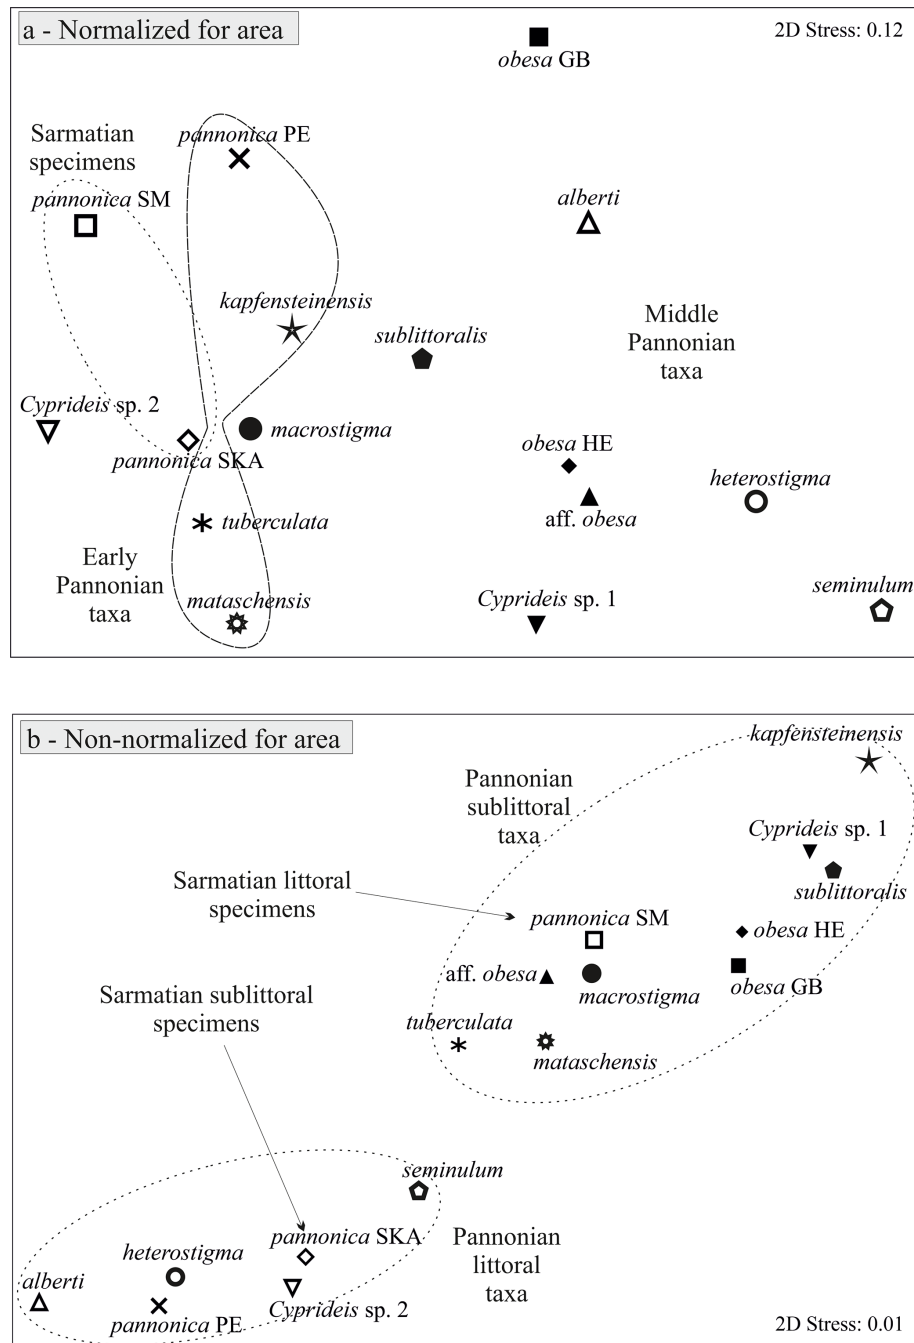 a - Normalized for area
2D Stress: 0.12
obesa GB
Sarmatian
specimens
pannonica PE
pannonica SM
alberti
kapfensteinensis
sublittoralis
Middle
Pannonian
taxa
Cyprideis sp. 2
macrostigma
pannonica SKA
obesa HE
heterostigma
aff. obesa
tuberculata
Early
Pannonian
taxa
mataschensis
Cyprideis sp. 1
seminulum
b - Non-normalized for area
kapfensteinensis
Pannonian
sublittoral
taxa
Cyprideis sp. 1
sublittoralis
Sarmatian littoral
specimens
pannonica SM
obesa HE
aff. obesa
macrostigma
obesa GB
Sarmatian sublittoral
specimens
tuberculata
mataschensis
seminulum
pannonica SKA
Pannonian
littoral
taxa
heterostigma
alberti
Cyprideis sp. 2
pannonica PE
2D Stress: 0.01